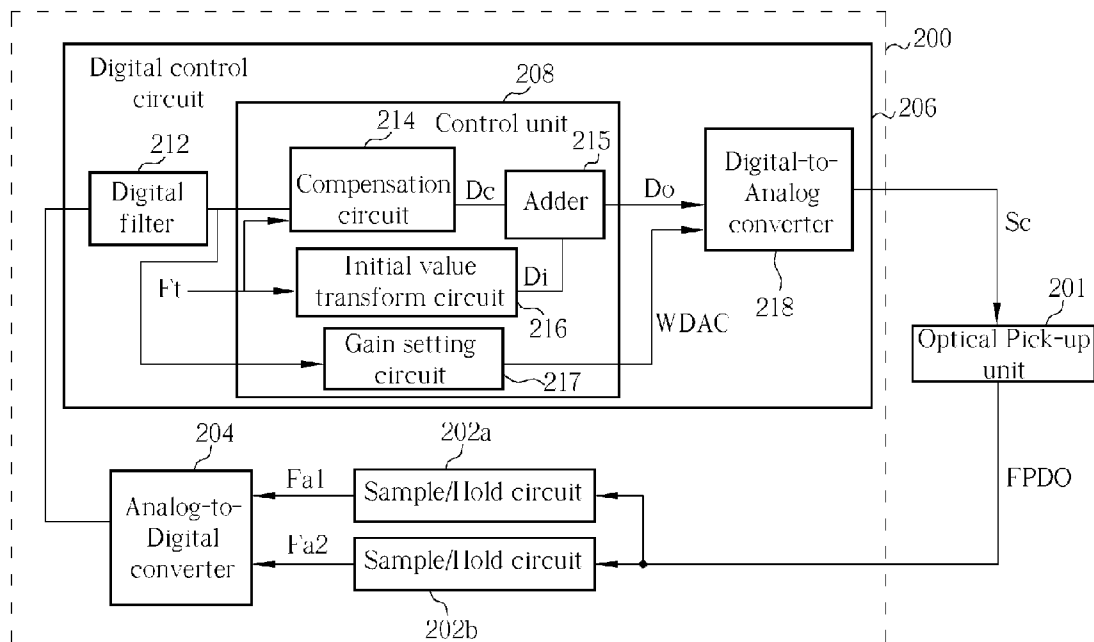 200
Digital control
circuit
208
206
Control unit
212
214
215
Digital
filter
Compensation
circuit
Dc
Adder
Do
Digital-to-
Analog
converter
Sc
Ft
Initial value
transform circuit
Di
216
218
WDAC
201
Gain setting
circuit
217
Optical Pick-up
unit
204
202a
Analog-to-
Digital
converter
Fa1
Sample/Hold circuit
FPDO
Fa2
Sample/Hold circuit
202b